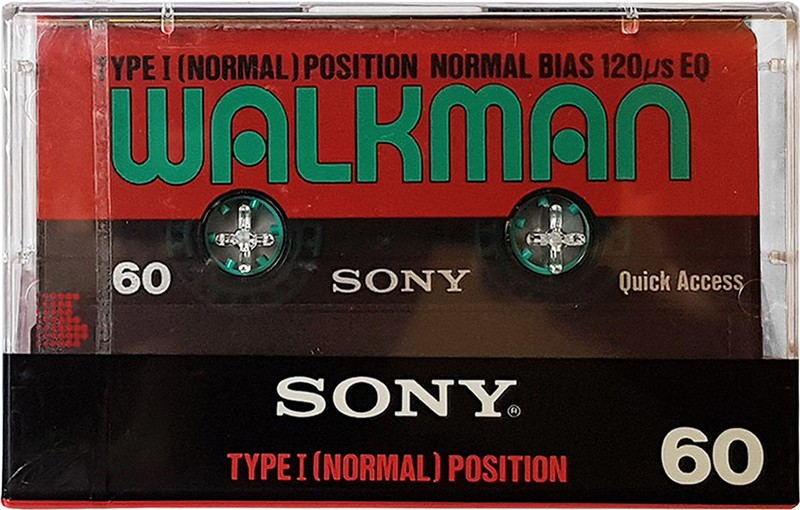 TYPE I (NORMAL) POSITION NORMAL BIAS 120μs EQ
WALKMAN
60 SONY Quick Access
SONY®
TYPE I (NORMAL) POSITION 60